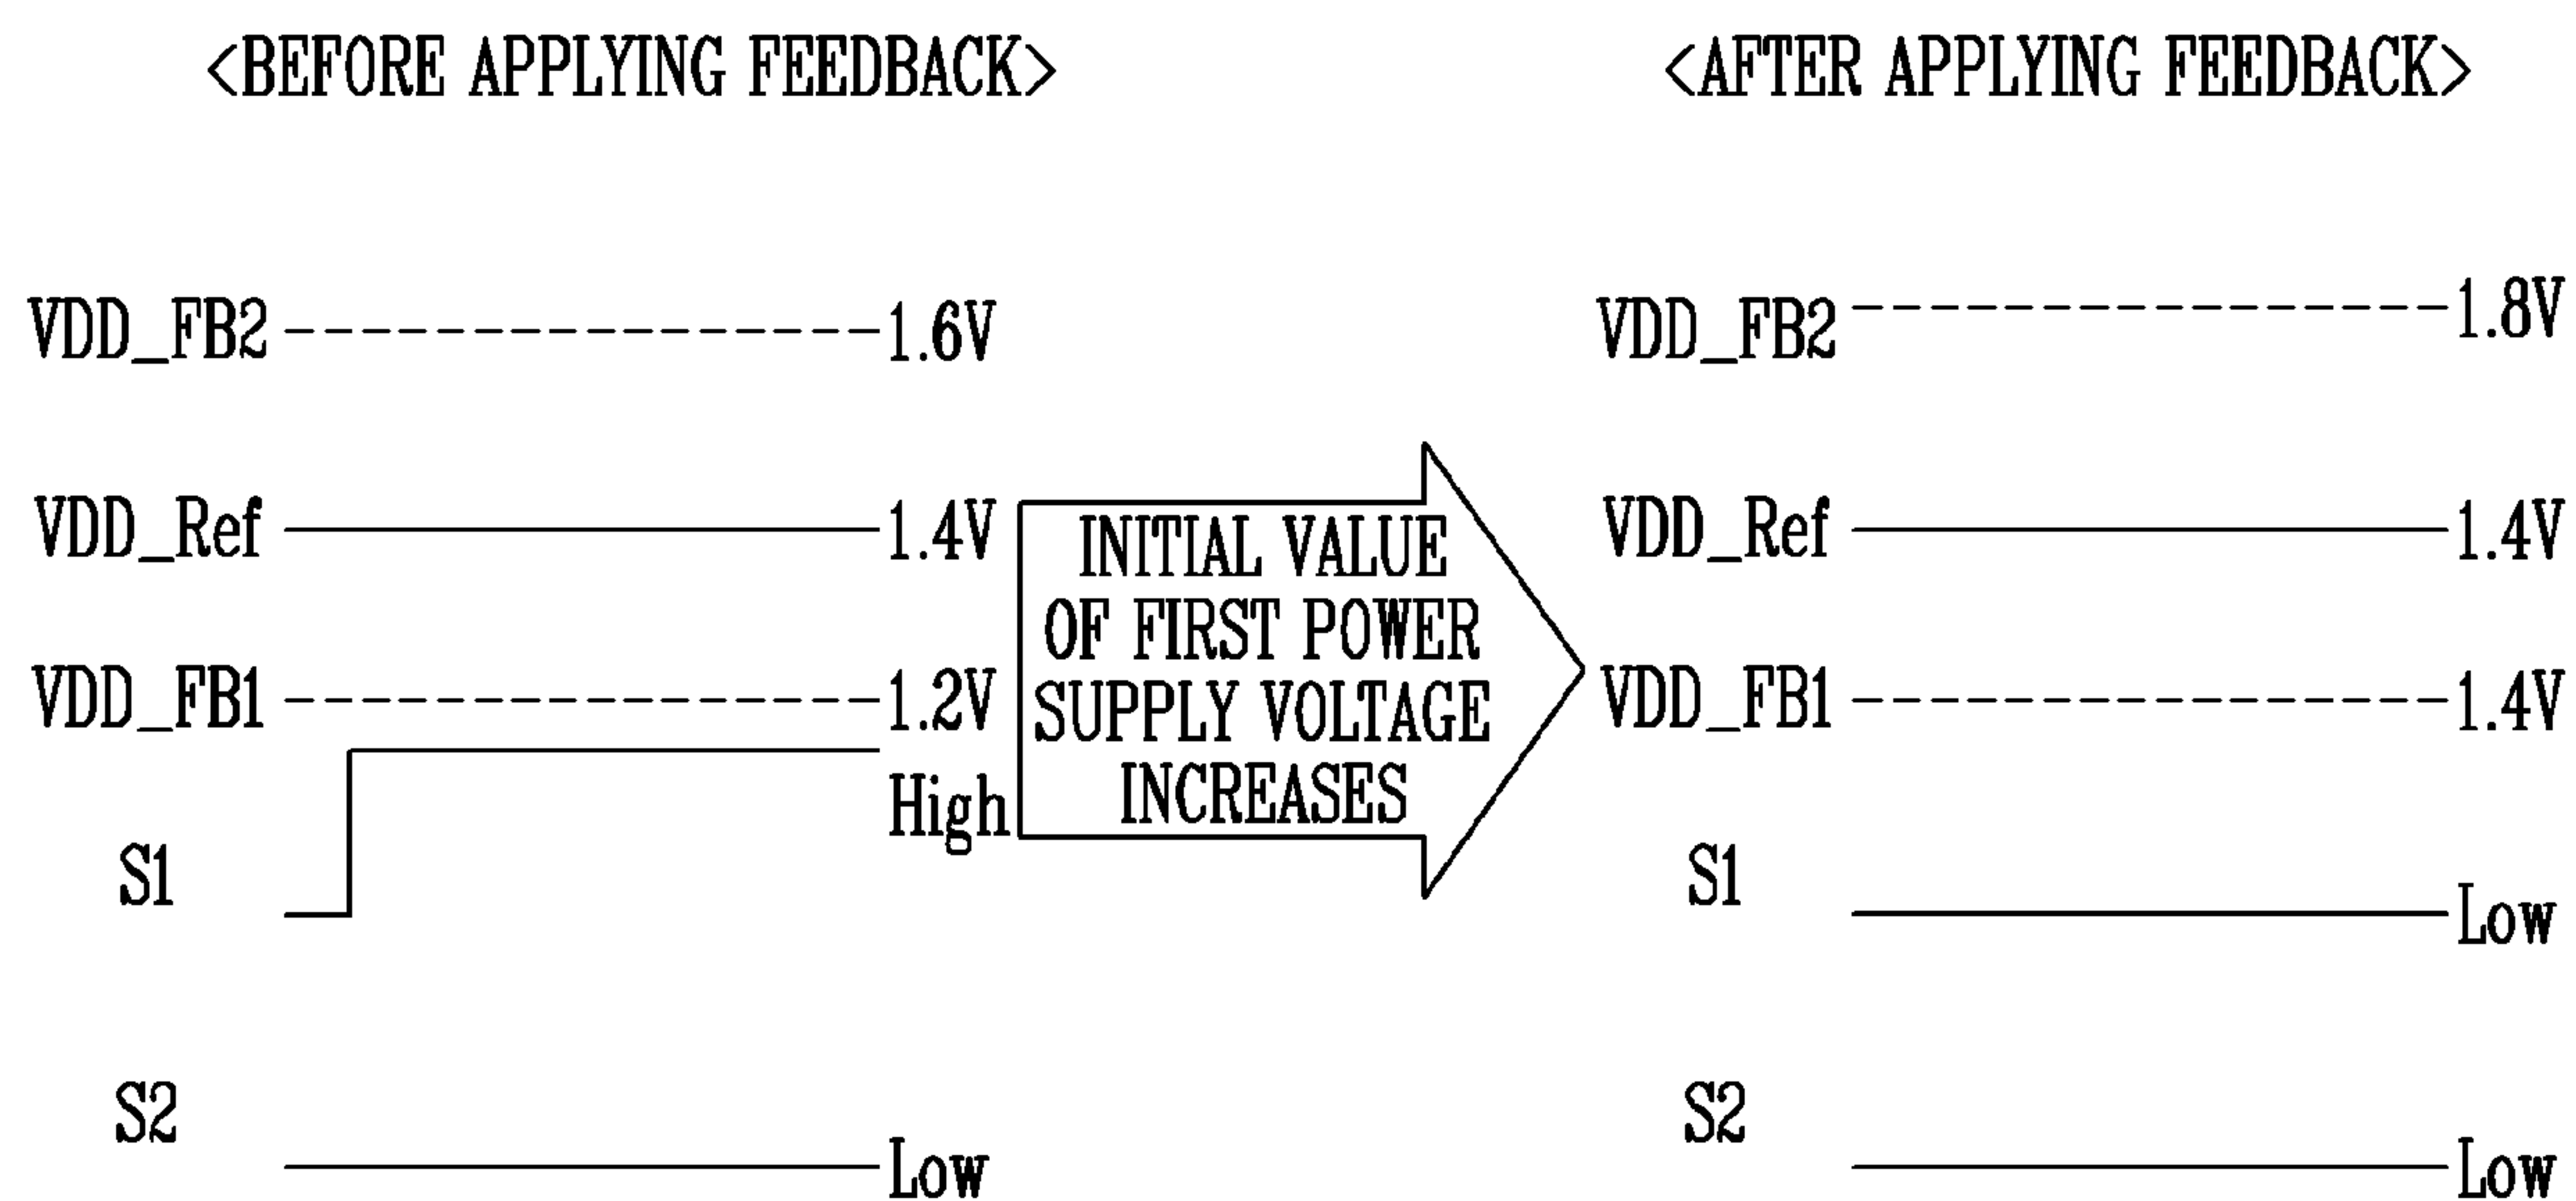 <BEFORE APPLYING FEEDBACK>
VDD_FB2 1.6V
VDD_Ref 1.4V
VDD_FB1 1.2V
S1 High
S2 Low
INITIAL VALUE
OF FIRST POWER
SUPPLY VOLTAGE
INCREASES
<AFTER APPLYING FEEDBACK>
VDD_FB2 1.8V
VDD_Ref 1.4V
VDD_FB1 1.4V
S1 Low
S2 Low